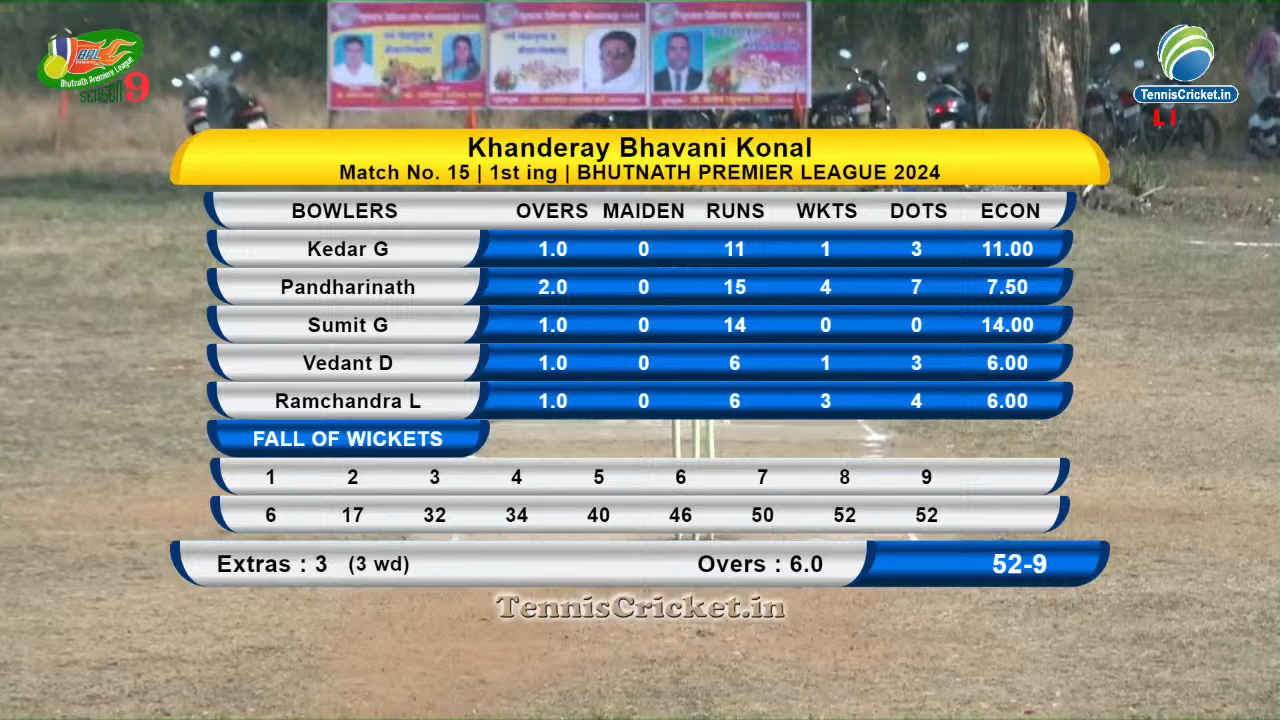 BPL
Bhutnath Premiere League
SEASON 9
TennisCricket.in
Khanderay Bhavani Konal
Match No. 15 | 1st ing | BHUTNATH PREMIER LEAGUE 2024
BOWLERS OVERS MAIDEN RUNS WKTS DOTS ECON
Kedar G 1.0 0 11 1 3 11.00
Pandharinath 2.0 0 15 4 7 7.50
Sumit G 1.0 0 14 0 0 14.00
Vedant D 1.0 0 6 1 3 6.00
Ramchandra L 1.0 0 6 3 4 6.00
FALL OF WICKETS
1 2 3 4 5 6 7 8 9
6 17 32 34 40 46 50 52 52
Extras : 3 (3 wd) Overs : 6.0 52-9
TennisCricket.in